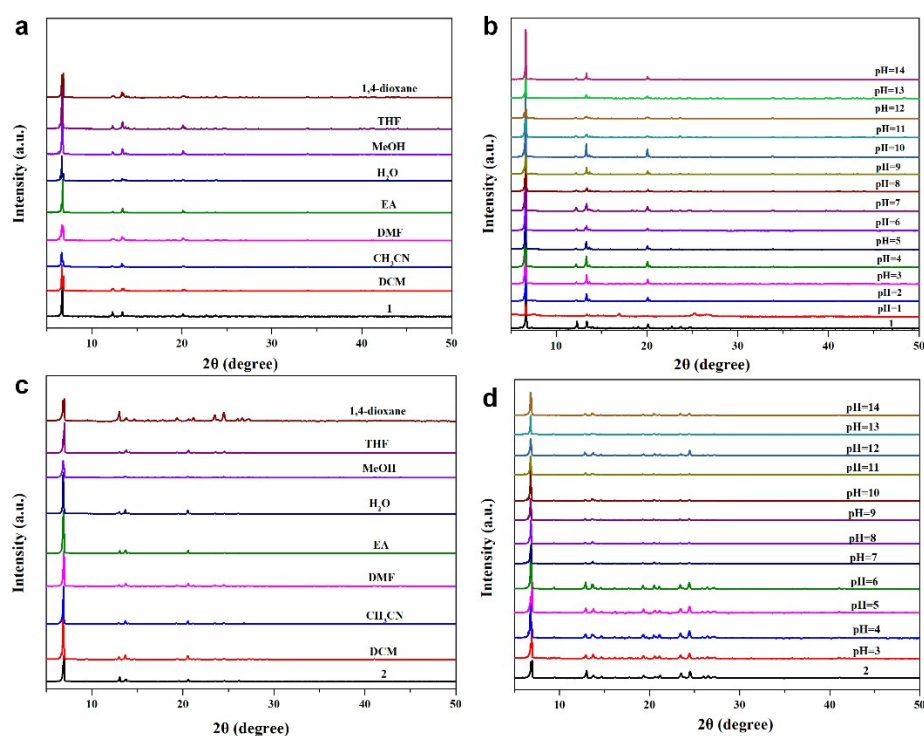 a
Intensity (a.u.)
1,4-dioxane
THF
MeOH
H₂O
EA
DMF
CH₃CN
DCM
1
10 20 30 40 50
2θ (degree)
b
Intensity (a.u.)
pH=14
pH=13
pH=12
pH=11
pH=10
pH=9
pH=8
pH=7
pH=6
pH=5
pH=4
pH=3
pH=2
pH=1
1
10 20 30 40 50
2θ (degree)
c
Intensity (a.u.)
1,4-dioxane
THF
MeOH
H₂O
EA
DMF
CH₃CN
DCM
2
10 20 30 40 50
2θ (degree)
d
Intensity (a.u.)
pH=14
pH=13
pH=12
pH=11
pH=10
pH=9
pH=8
pH=7
pH=6
pH=5
pH=4
pH=3
2
10 20 30 40 50
2θ (degree)